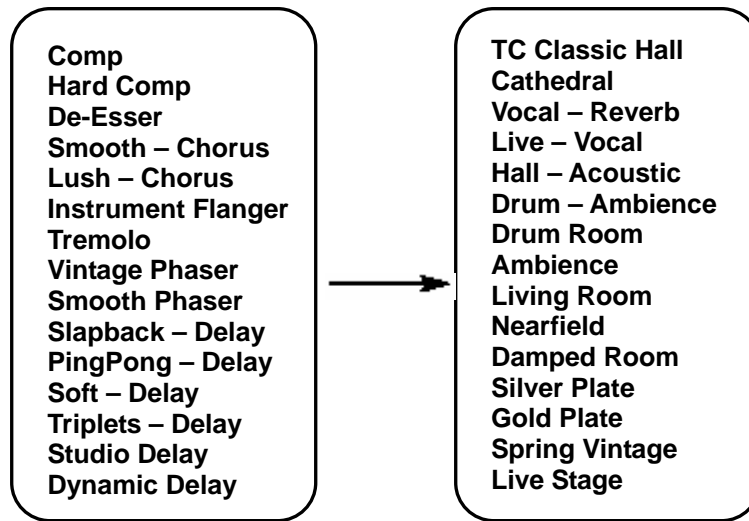 Comp
Hard Comp
De-Esser
Smooth – Chorus
Lush – Chorus
Instrument Flanger
Tremolo
Vintage Phaser
Smooth Phaser
Slapback – Delay
PingPong – Delay
Soft – Delay
Triplets – Delay
Studio Delay
Dynamic Delay
TC Classic Hall
Cathedral
Vocal – Reverb
Live – Vocal
Hall – Acoustic
Drum – Ambience
Drum Room
Ambience
Living Room
Nearfield
Damped Room
Silver Plate
Gold Plate
Spring Vintage
Live Stage